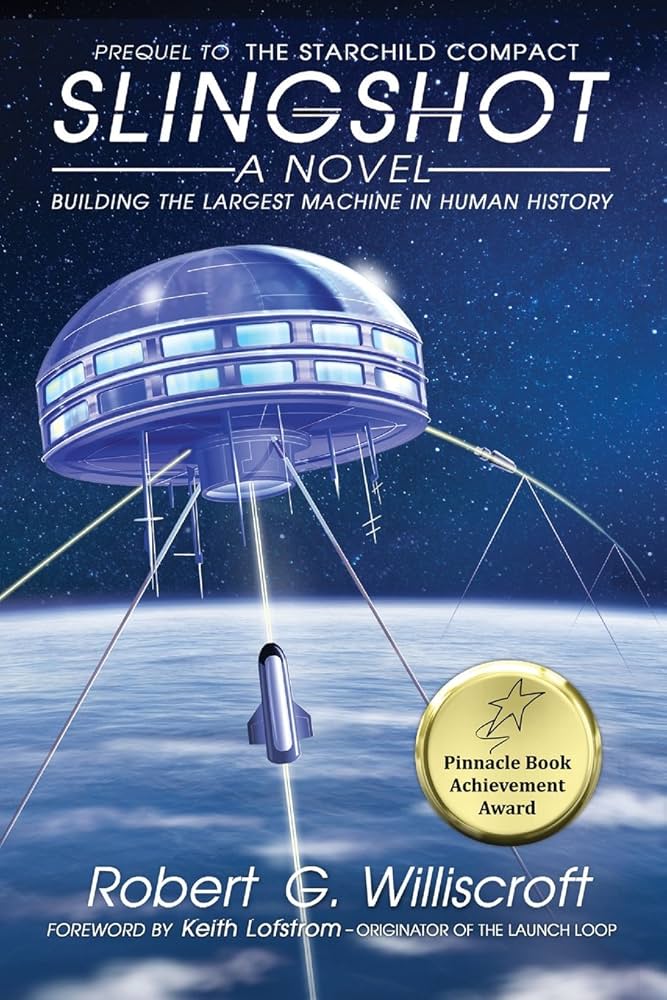 PREQUEL TO THE STARCHILD COMPACT
SLINGSHOT
A NOVEL
BUILDING THE LARGEST MACHINE IN HUMAN HISTORY
Pinnacle Book
Achievement
Award
Robert G. Williscroft
FOREWORD BY Keith Lofstrom – ORIGINATOR OF THE LAUNCH LOOP